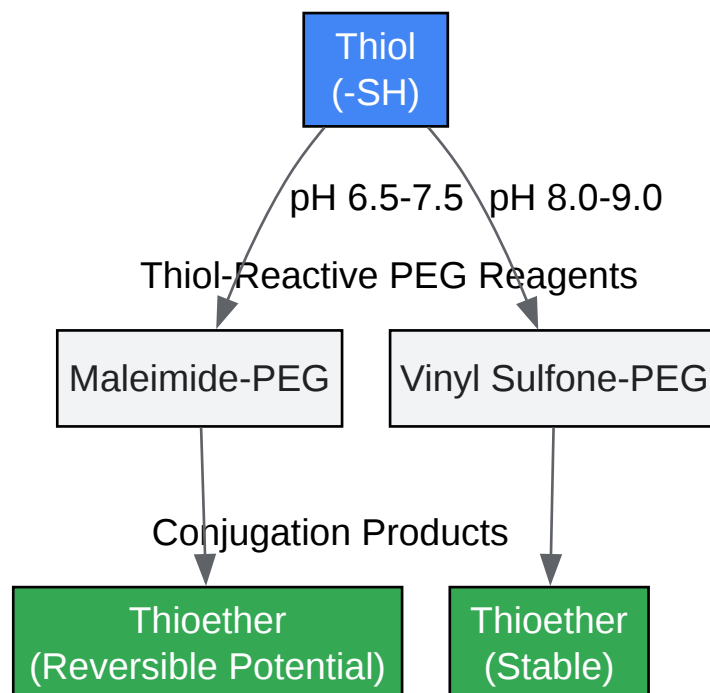 Thiol
(-SH)
pH 6.5-7.5
pH 8.0-9.0
Thiol-Reactive PEG Reagents
Maleimide-PEG
Vinyl Sulfone-PEG
Conjugation Products
Thioether
(Reversible Potential)
Thioether
(Stable)